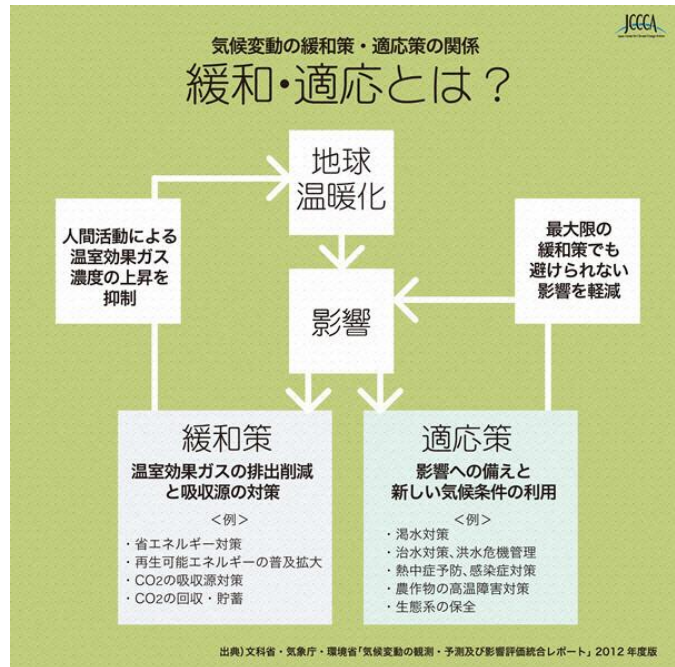 JCCCA
気候変動の緩和策・適応策の関係
緩和・適応とは？
地球
温暖化
人間活動による
温室効果ガス
濃度の上昇を
抑制
最大限の
緩和策でも
避けられない
影響を軽減
影響
緩和策
温室効果ガスの排出削減
と吸収源の対策
＜例＞
・省エネルギー対策
・再生可能エネルギーの普及拡大
・CO2の吸収源対策
・CO2の回収・貯蓄
適応策
影響への備えと
新しい気候条件の利用
＜例＞
・渇水対策
・治水対策、洪水危機管理
・熱中症予防、感染症対策
・農作物の高温障害対策
・生態系の保全
出典）文科省・気象庁・環境省「気候変動の観測・予測及び影響評価統合レポート」2012年度版